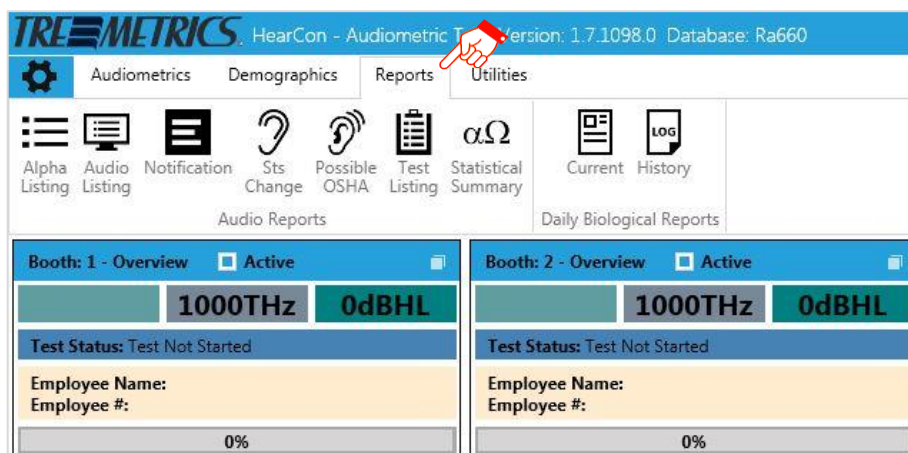 TREMETRICS. HearCon - Audiometric Version: 1.7.1098.0 Database: Ra660
Audiometrics Demographics Reports Utilities
LOG
αΩ
Alpha Listing
Audio Listing
Notification
Sts Change
Possible OSHA
Test Listing
Statistical Summary
Current
History
Audio Reports
Daily Biological Reports
Booth: 1 - Overview Active
1000THz 0dBHL
Test Status: Test Not Started
Employee Name:
Employee #:
0%
Booth: 2 - Overview Active
1000THz 0dBHL
Test Status: Test Not Started
Employee Name:
Employee #:
0%